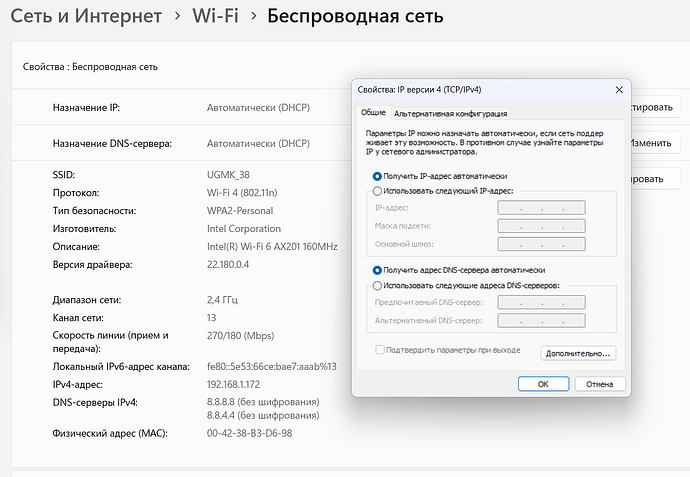 Сеть и Интернет > Wi-Fi > Беспроводная сеть
Свойства : Беспроводная сеть
Назначение IP: Автоматически (DHCP)
Назначение DNS-сервера: Автоматически (DHCP)
Изменить
SSID: UGMK_38
Протокол: Wi-Fi 4 (802.11n)
Тип безопасности: WPA2-Personal
Изготовитель: Intel Corporation
Описание: Intel(R) Wi-Fi 6 AX201 160MHz
Версия драйвера: 22.180.0.4
Диапазон сети: 2,4 ГГц
Канал сети: 13
Скорость линии (прием и
передача): 270/180 (Mbps)
Локальный IPv6-адрес канала: fe80::5e53:66ce:bae7:aaab%13
IPv4-адрес: 192.168.1.172
DNS-серверы IPv4: 8.8.8.8 (без шифрования)
8.8.4.4 (без шифрования)
Физический адрес (MAC): 00-42-38-B3-D6-98
Свойства: IP версии 4 (TCP/IPv4)
Общие Альтернативная конфигурация
Параметры IP можно назначать автоматически, если сеть поддер
живает эту возможность. В противном случае узнайте параметры
IP у сетевого администратора.
Получить IP-адрес автоматически
Использовать следующий IP-адрес:
IP-адрес:
Маска подсети:
Основной шлюз:
Получить адрес DNS-сервера автоматически
Использовать следующие адреса DNS-серверов:
Предпочитаемый DNS-сервер:
Альтернативный DNS-сервер:
Подтвердить параметры при выходе
Дополнительно...
ОК Отмена